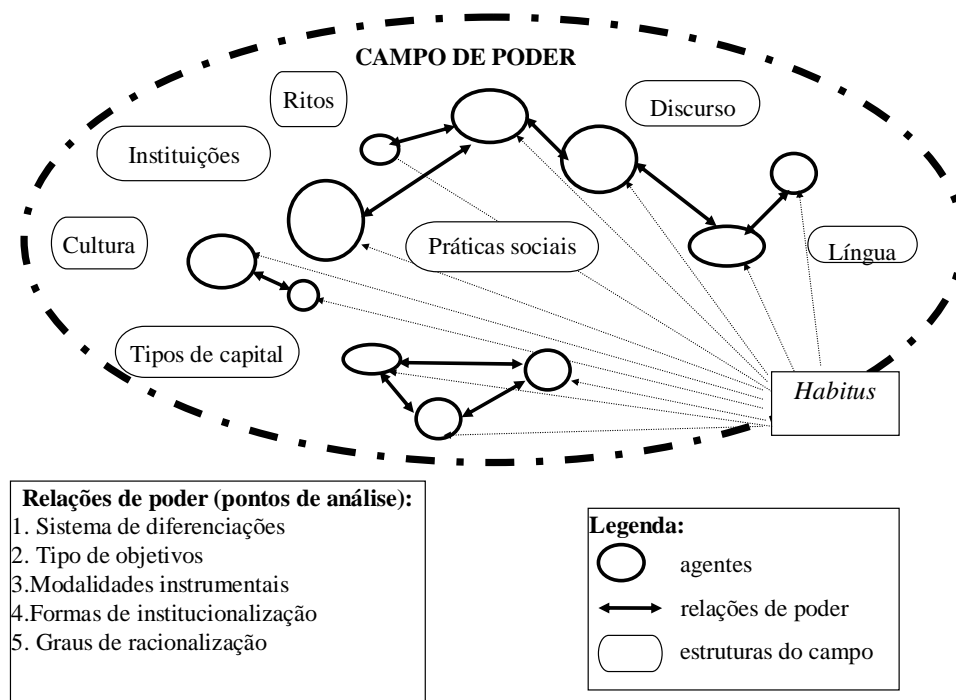 CAMPO DE PODER
Ritos
Discurso
Instituições
Cultura
Práticas sociais
Língua
Tipos de capital
Habitus
Relações de poder (pontos de análise):
1. Sistema de diferenciações
2. Tipo de objetivos
3.Modalidades instrumentais
4.Formas de institucionalização
5. Graus de racionalização
Legenda:
agentes
relações de poder
estruturas do campo